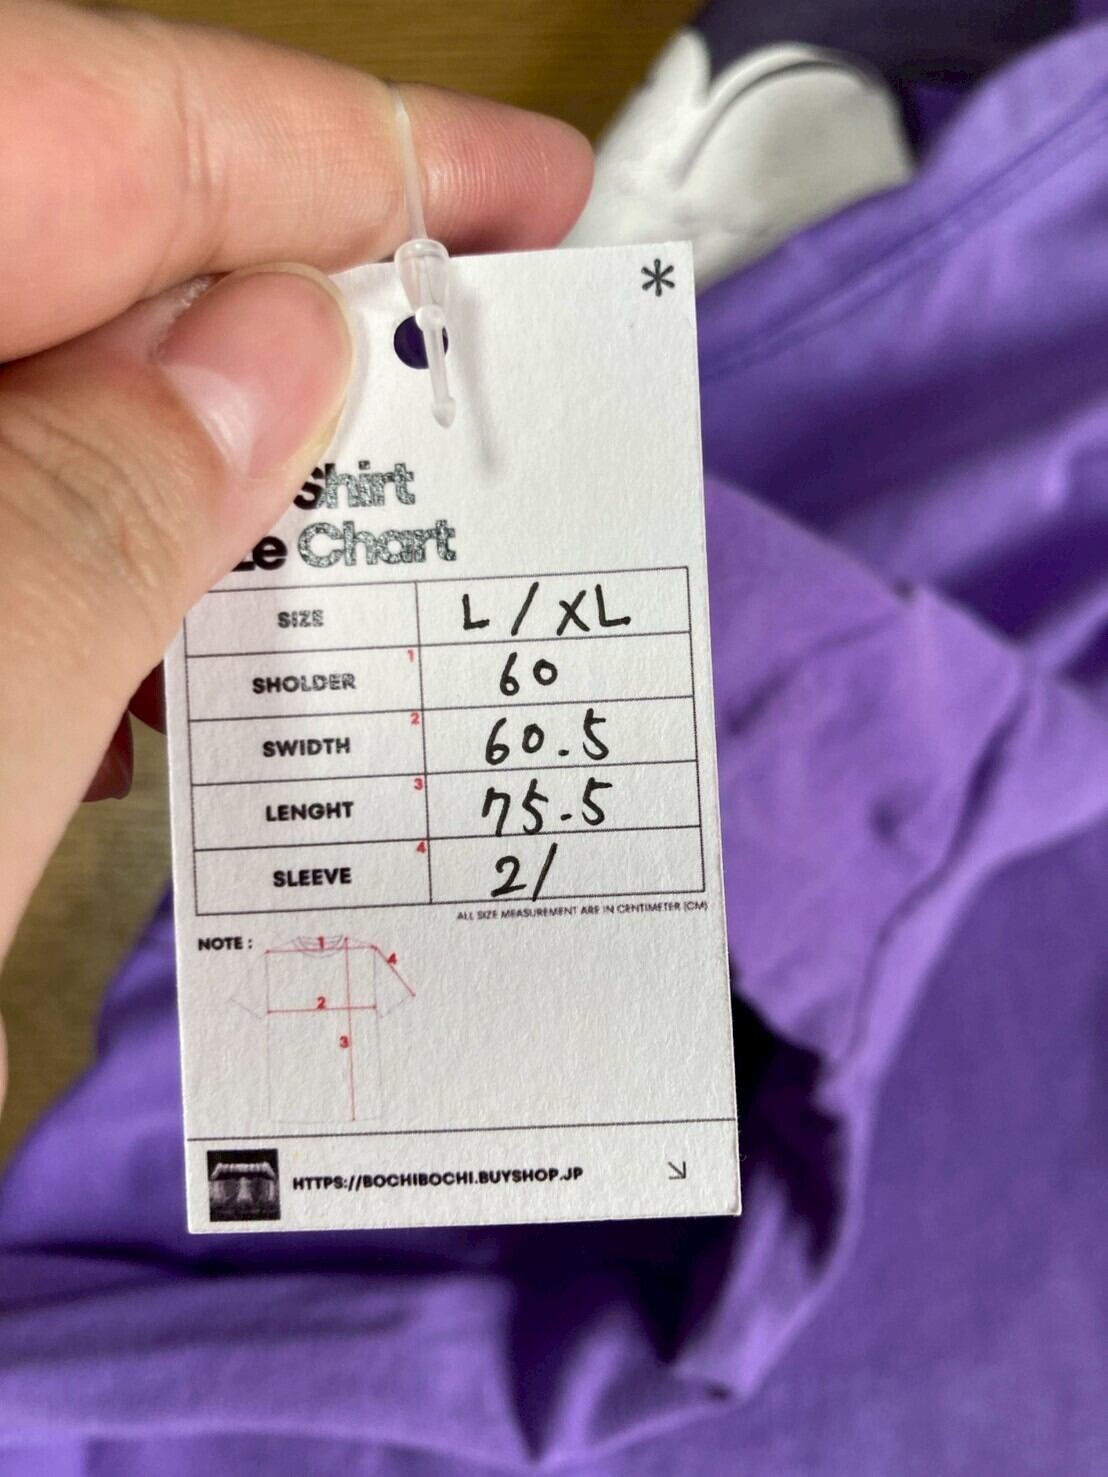 *
Shirt
ze Chart
SIZE L / XL
SHOLDER 1 60
SWIDTH 2 60.5
LENGHT 3 75.5
SLEEVE 4 21
ALL SIZE MEASUREMENT ARE IN CENTIMETER (CM)
NOTE :
1
4
2
3
HTTPS://BOCHIBOCHI.BUYSHOP.JP